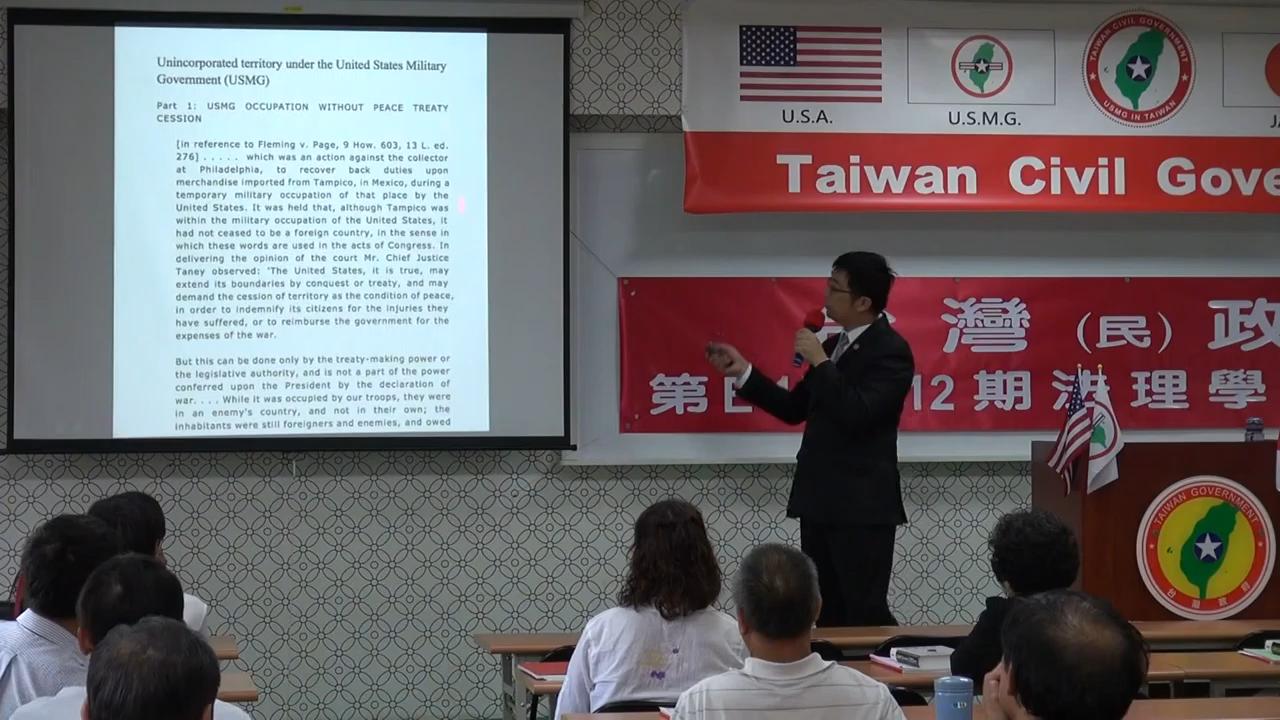 Unincorporated territory under the United States Military
Government (USMG)
Part 1: USMG OCCUPATION WITHOUT PEACE TREATY
CESSION
[in reference to Fleming v. Page, 9 How. 603, 13 L. ed.
276] . . . . . which was an action against the collector
at Philadelphia, to recover back duties upon
merchandise imported from Tampico, in Mexico, during a
temporary military occupation of that place by the
United States. It was held that, although Tampico was
within the military occupation of the United States, it
had not ceased to be a foreign country, in the sense in
which these words are used in the acts of Congress. In
delivering the opinion of the court Mr. Chief Justice
Taney observed: 'The United States, it is true, may
extend its boundaries by conquest or treaty, and may
demand the cession of territory as the condition of peace,
in order to indemnify its citizens for the injuries they
have suffered, or to reimburse the government for the
expenses of the war.
But this can be done only by the treaty-making power or
the legislative authority, and is not a part of the power
conferred upon the President by the declaration of
war. . . . While it was occupied by our troops, they were
in an enemy's country, and not in their own; the
inhabitants were still foreigners and enemies, and owed
U.S.A.
U.S.M.G.
TAIWAN CIVIL GOVERNMENT
USMG IN TAIWAN
Taiwan Civil Gove
灣 (民) 政
第 12 期 法 理 學
TAIWAN GOVERNMENT
台灣政府